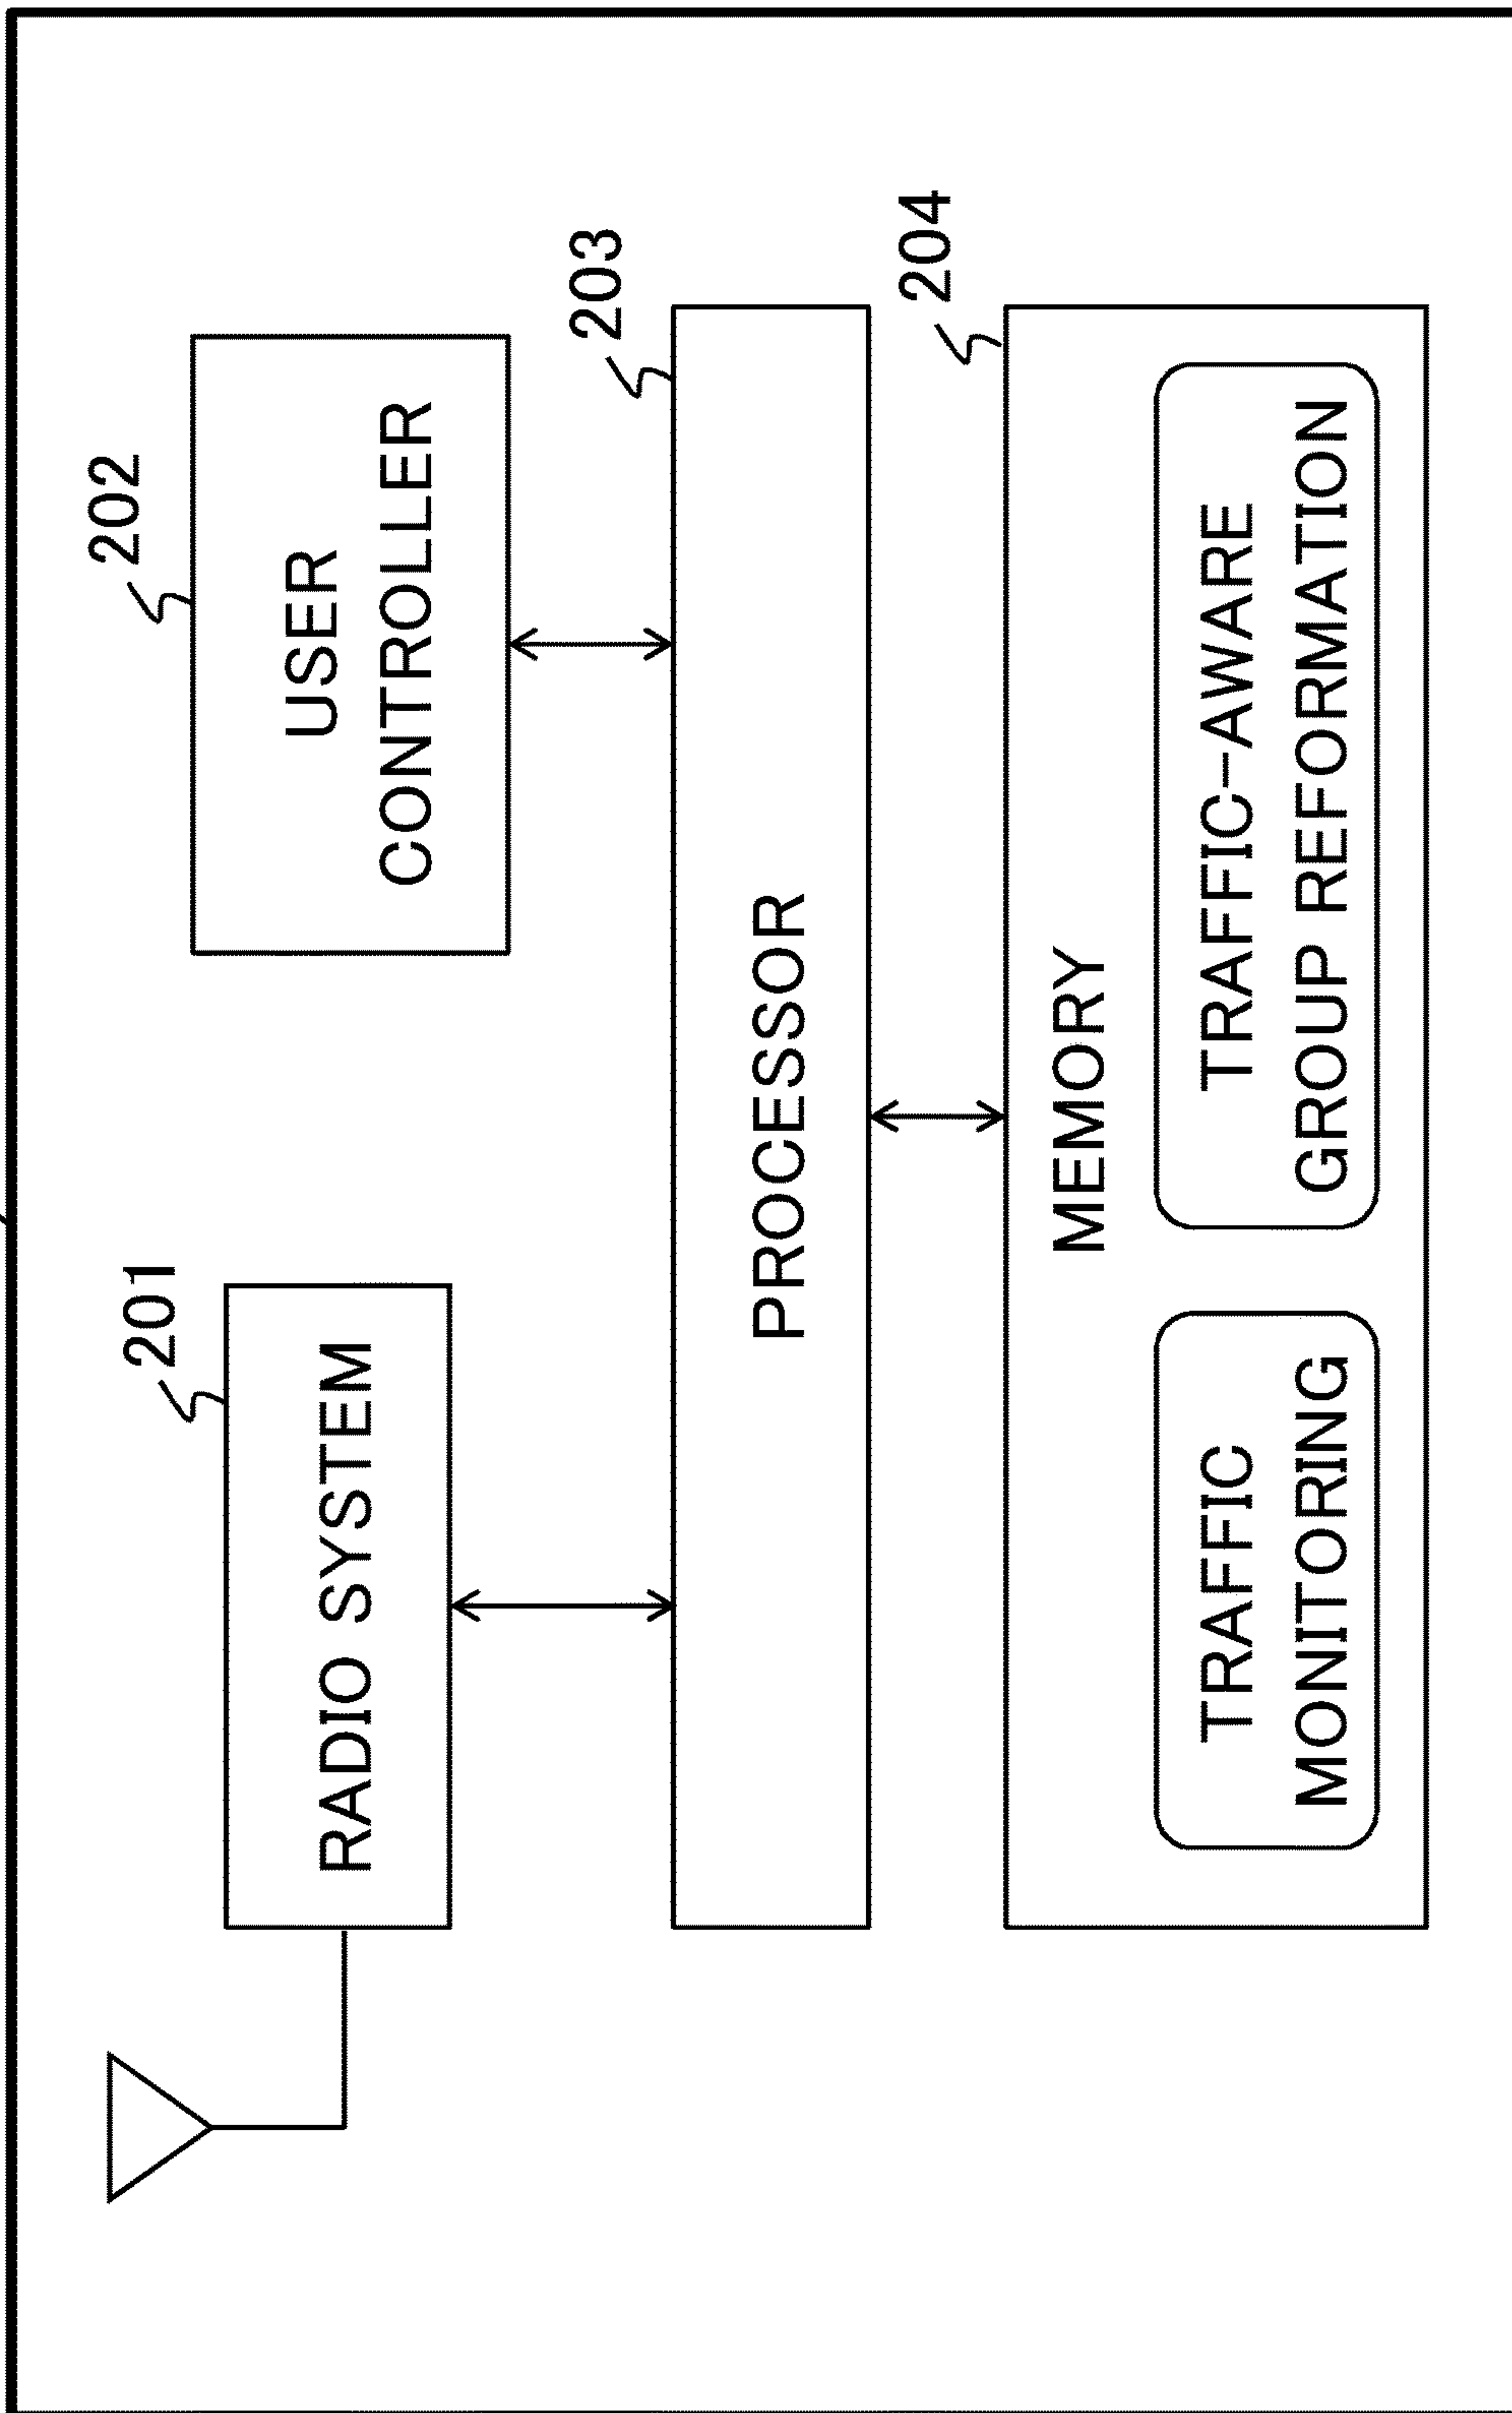 201
RADIO SYSTEM
202
USER
CONTROLLER
203
PROCESSOR
204
MEMORY
TRAFFIC
MONITORING
TRAFFIC-AWARE
GROUP REFORMATION